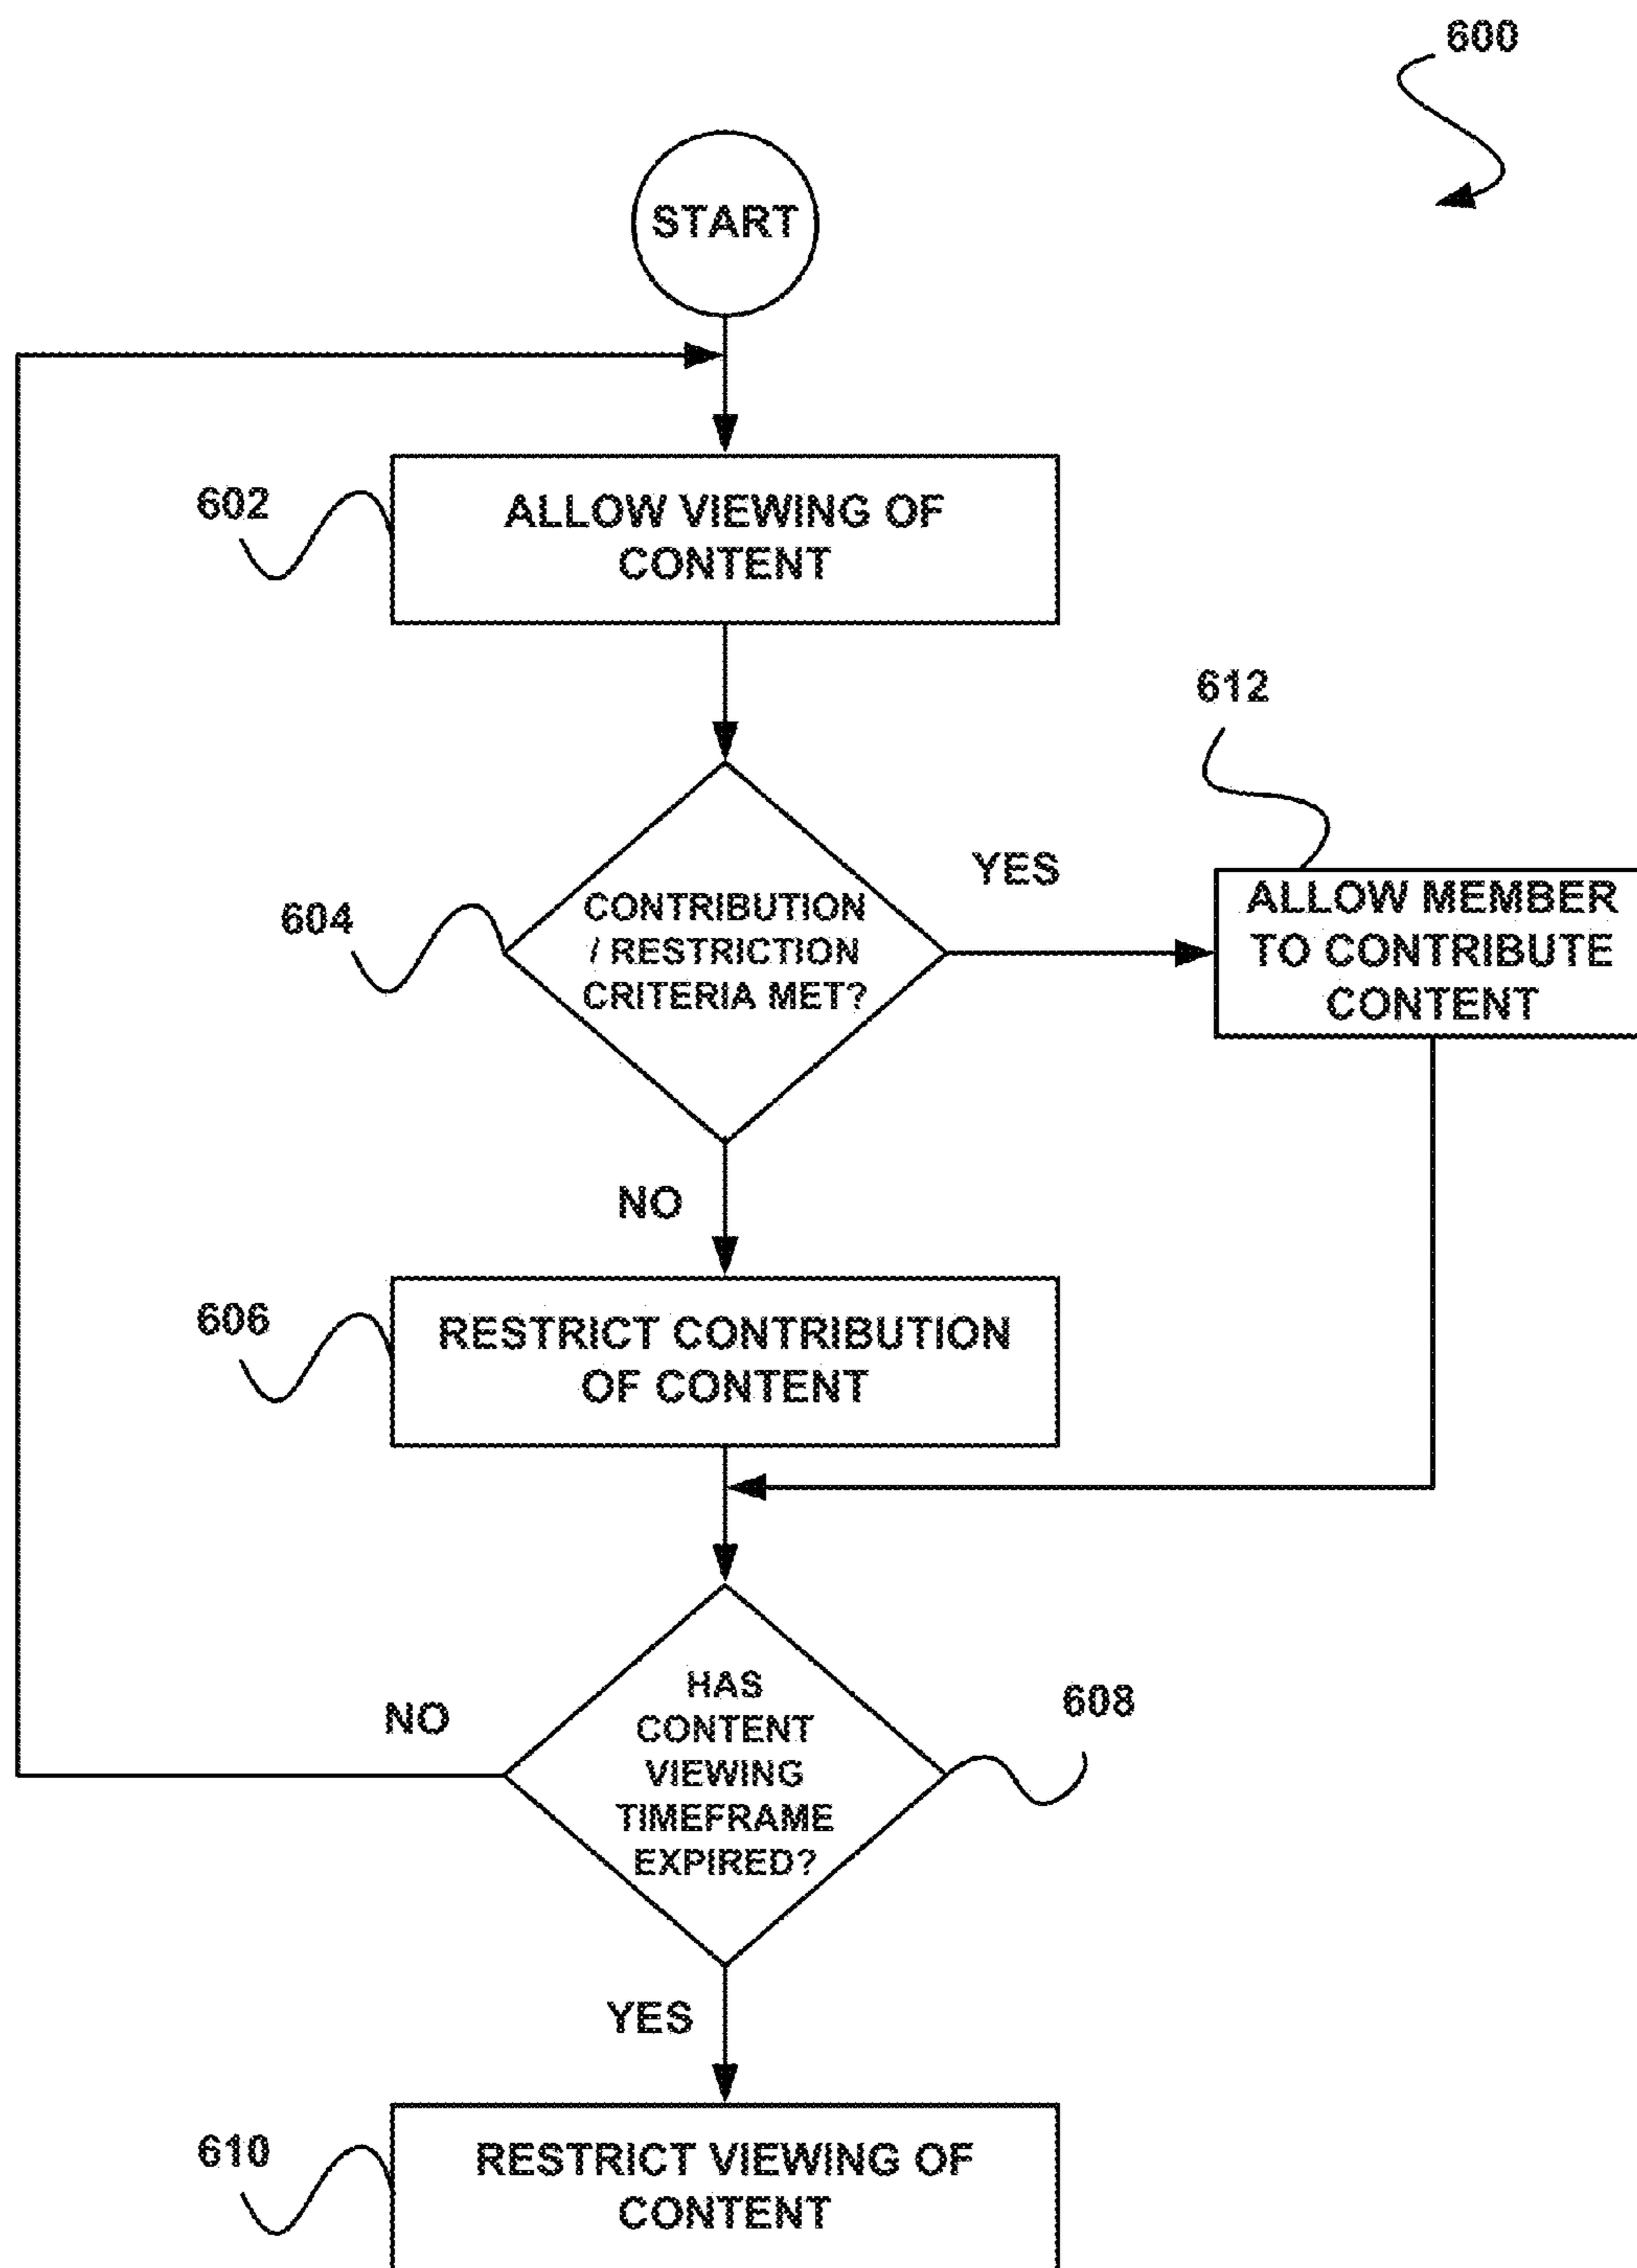 600
START
602
ALLOW VIEWING OF
CONTENT
612
YES
604
CONTRIBUTION
/ RESTRICTION
CRITERIA MET?
ALLOW MEMBER
TO CONTRIBUTE
CONTENT
NO
606
RESTRICT CONTRIBUTION
OF CONTENT
NO
HAS
CONTENT
VIEWING
TIMEFRAME
EXPIRED?
608
YES
610
RESTRICT VIEWING OF
CONTENT